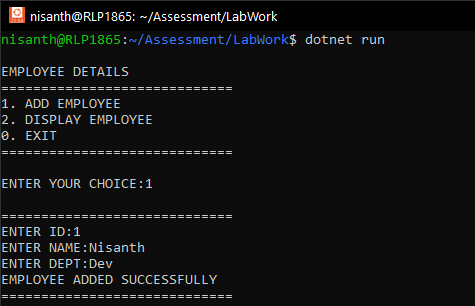 nisanth@RLP1865: ~/Assessment/LabWork
nisanth@RLP1865:~/Assessment/LabWork$ dotnet run
EMPLOYEE DETAILS
=============================
1. ADD EMPLOYEE
2. DISPLAY EMPLOYEE
0. EXIT
=============================
ENTER YOUR CHOICE:1
=============================
ENTER ID:1
ENTER NAME:Nisanth
ENTER DEPT:Dev
EMPLOYEE ADDED SUCCESSFULLY
=============================